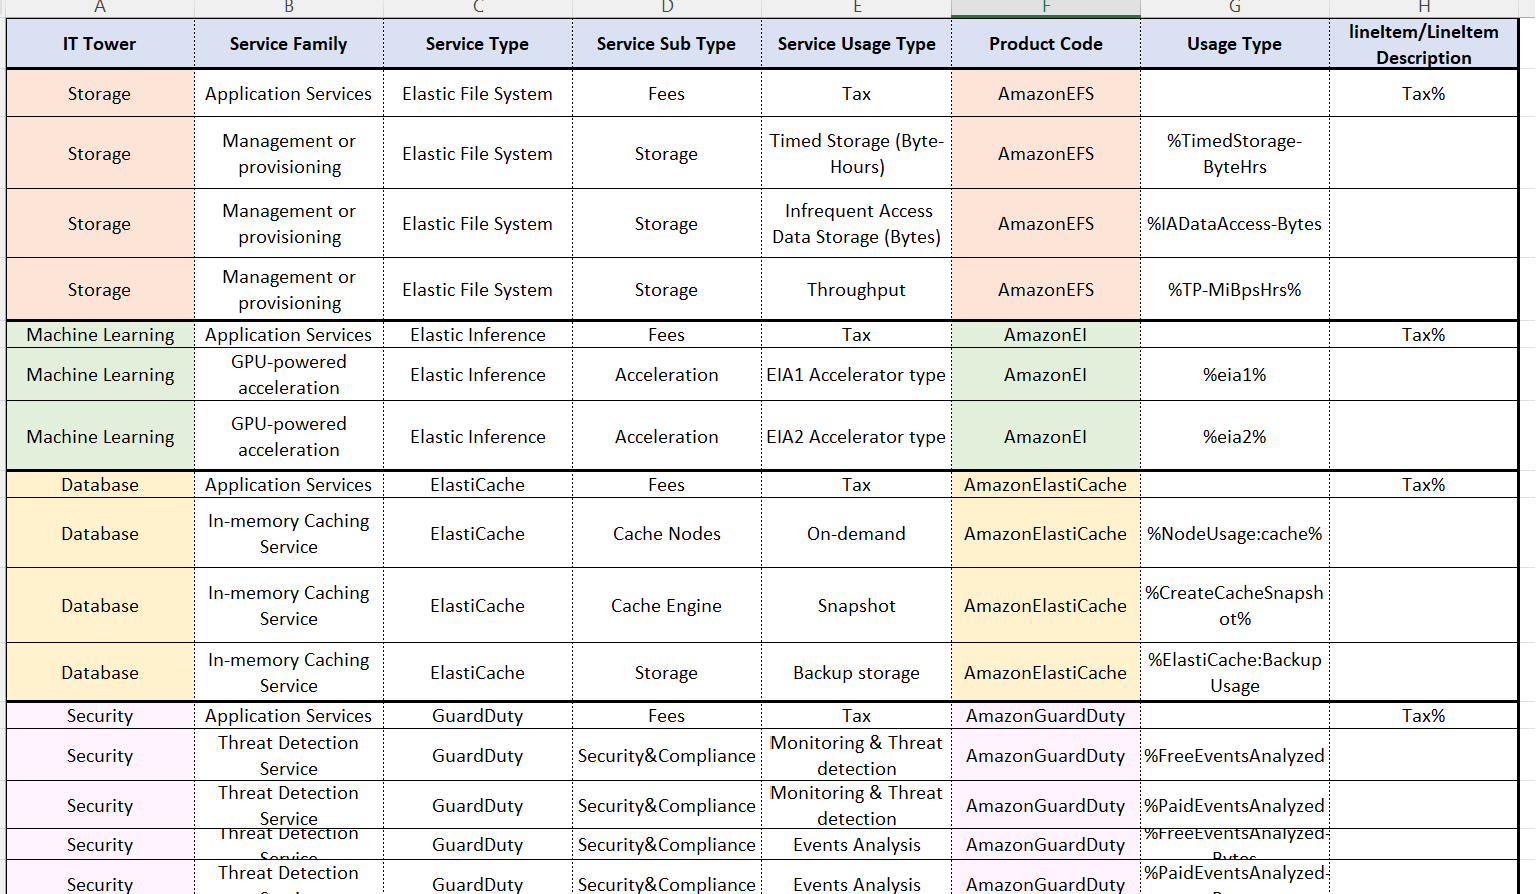 A B C D E F G H
IT Tower Service Family Service Type Service Sub Type Service Usage Type Product Code Usage Type lineItem/LineItem Description
Storage Application Services Elastic File System Fees Tax AmazonEFS Tax%
Storage Management or provisioning Elastic File System Storage Timed Storage (Byte-Hours) AmazonEFS %TimedStorage-ByteHrs
Storage Management or provisioning Elastic File System Storage Infrequent Access Data Storage (Bytes) AmazonEFS %IADataAccess-Bytes
Storage Management or provisioning Elastic File System Storage Throughput AmazonEFS %TP-MiBpsHrs%
Machine Learning Application Services Elastic Inference Fees Tax AmazonEI Tax%
Machine Learning GPU-powered acceleration Elastic Inference Acceleration EIA1 Accelerator type AmazonEI %eia1%
Machine Learning GPU-powered acceleration Elastic Inference Acceleration EIA2 Accelerator type AmazonEI %eia2%
Database Application Services ElastiCache Fees Tax AmazonElastiCache Tax%
Database In-memory Caching Service ElastiCache Cache Nodes On-demand AmazonElastiCache %NodeUsage:cache%
Database In-memory Caching Service ElastiCache Cache Engine Snapshot AmazonElastiCache %CreateCacheSnapshot%
Database In-memory Caching Service ElastiCache Storage Backup storage AmazonElastiCache %ElastiCache:BackupUsage
Security Application Services GuardDuty Fees Tax AmazonGuardDuty Tax%
Security Threat Detection Service GuardDuty Security&Compliance Monitoring & Threat detection AmazonGuardDuty %FreeEventsAnalyzed
Security Threat Detection Service GuardDuty Security&Compliance Monitoring & Threat detection AmazonGuardDuty %PaidEventsAnalyzed
Security Threat Detection Service GuardDuty Security&Compliance Events Analysis AmazonGuardDuty %FreeEventsAnalyzed-Bytes
Security Threat Detection GuardDuty Security&Compliance Events Analysis AmazonGuardDuty %PaidEventsAnalyzed-